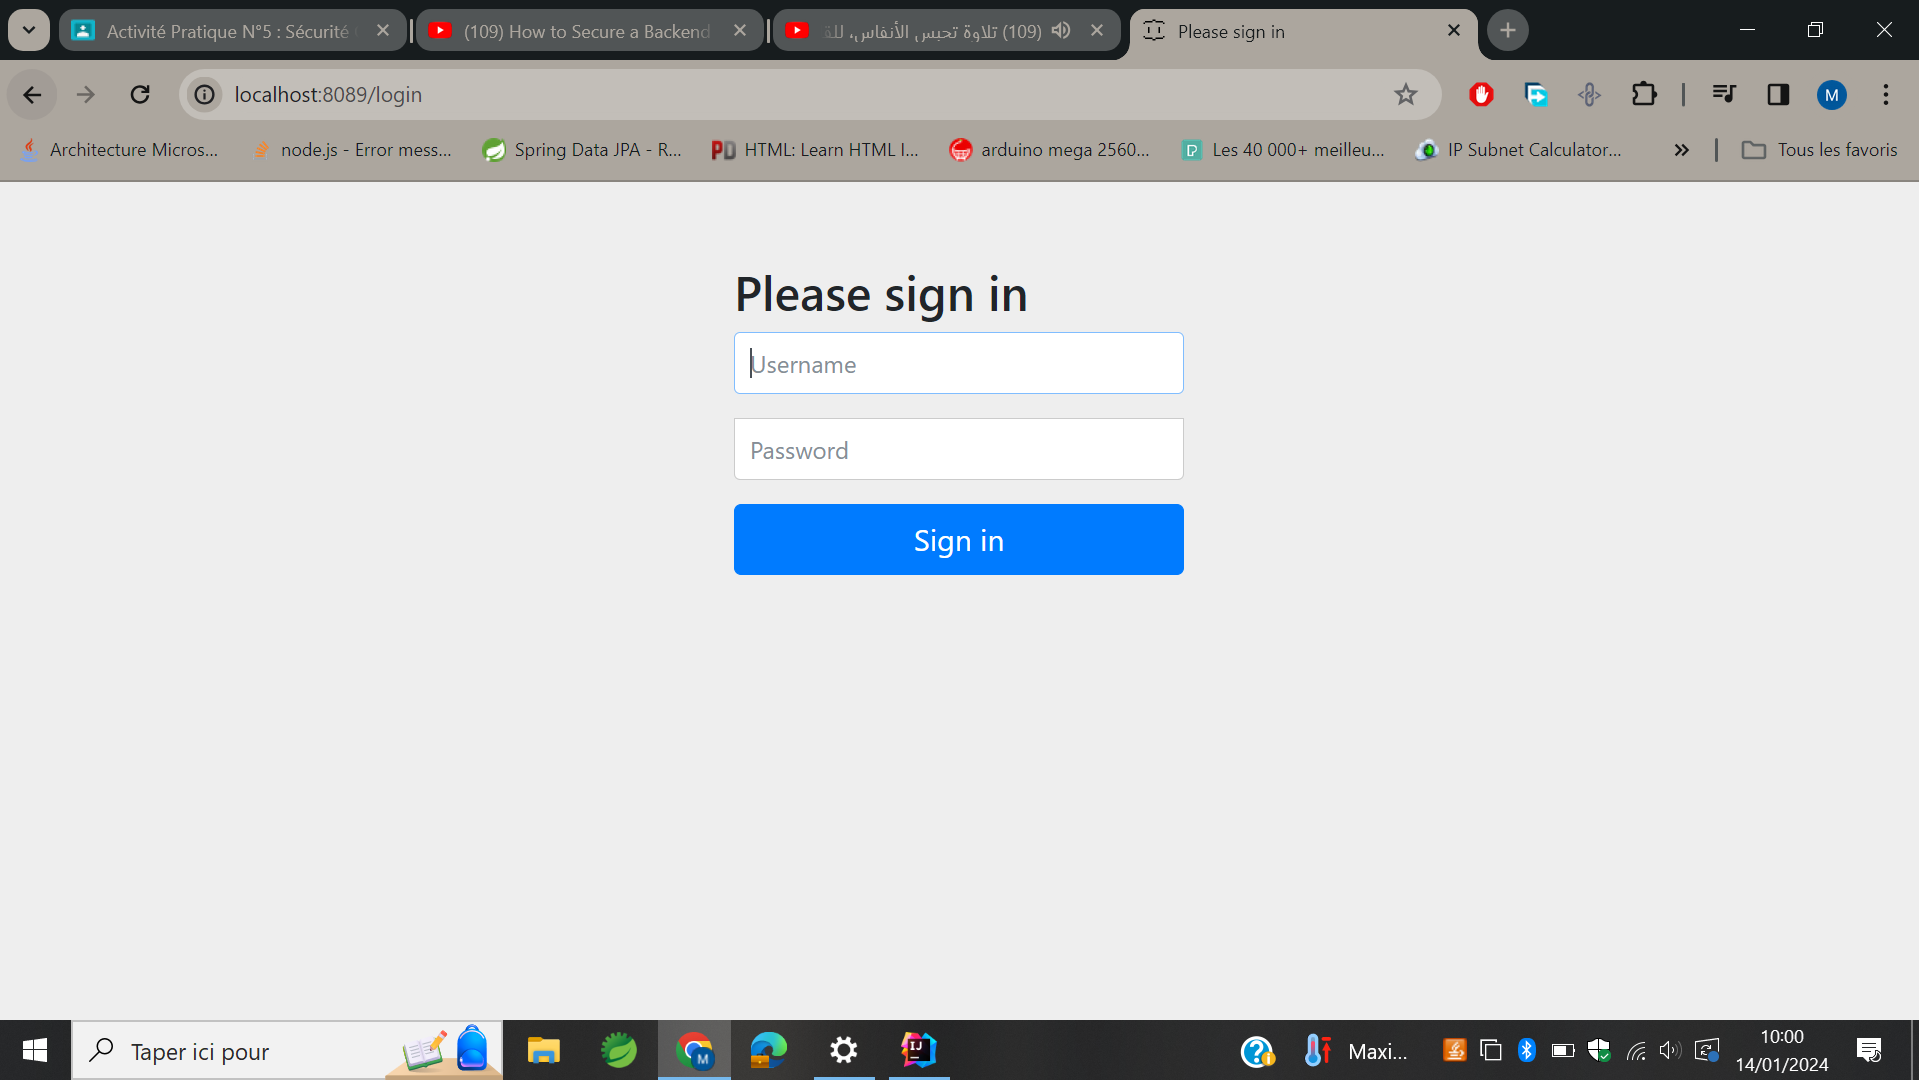 Activité Pratique N°5 : Sécurité
(109) How to Secure a Backend
(109) تلاوة تحبس الأنفاس، للق
Please sign in
localhost:8089/login
M
Architecture Micros...
node.js - Error mess...
Spring Data JPA - R...
PD HTML: Learn HTML I...
arduino mega 2560...
Les 40 000+ meilleu...
IP Subnet Calculator...
Tous les favoris
Please sign in
Username
Password
Sign in
Taper ici pour
M
IJ
Maxi...
10:00
14/01/2024